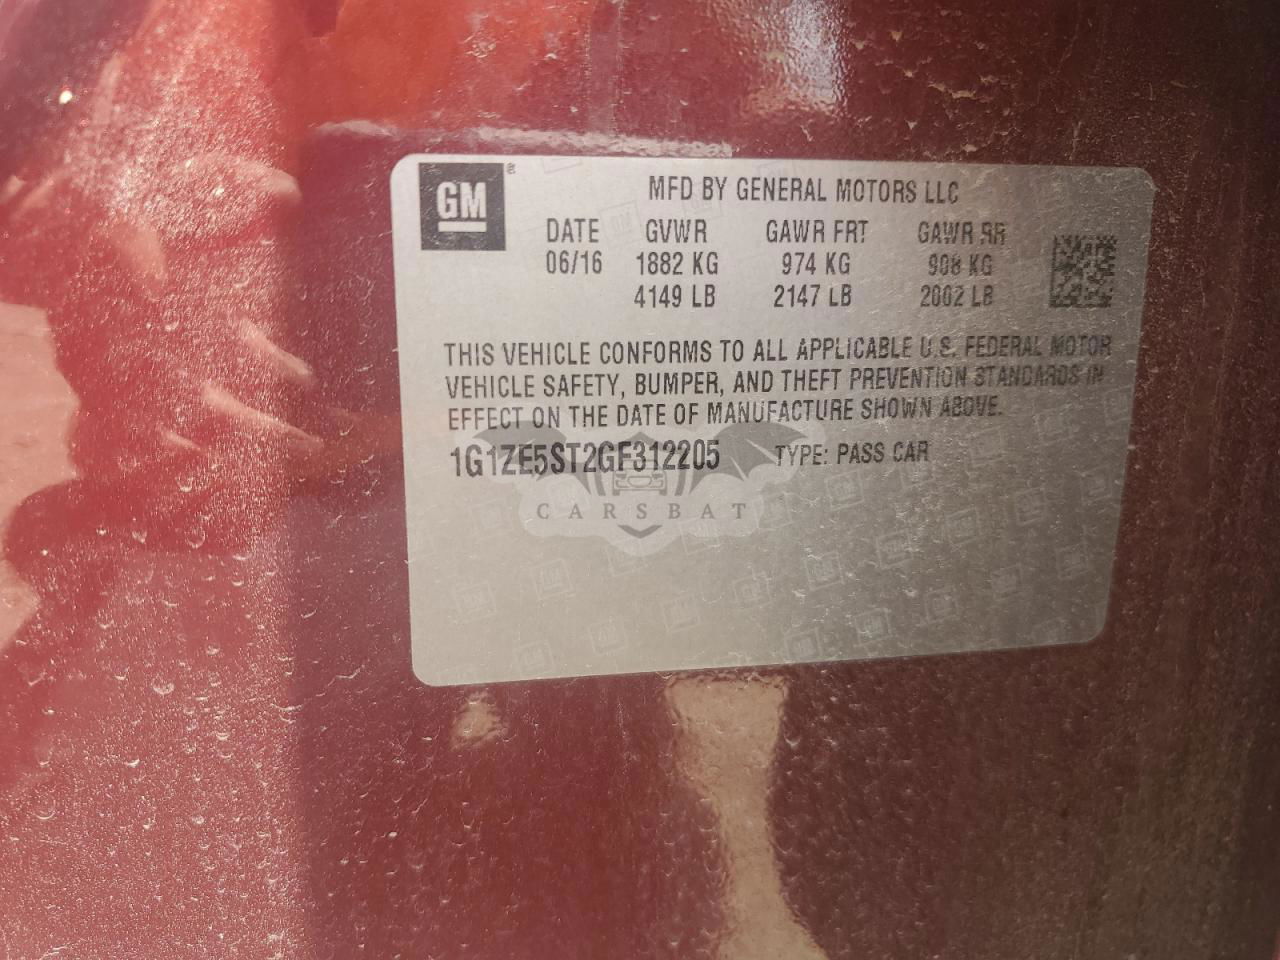 GM
MFD BY GENERAL MOTORS LLC
DATE GVWR GAWR FRT GAWR RR
06/16 1882 KG 974 KG 908 KG
4149 LB 2147 LB 2002 LB
THIS VEHICLE CONFORMS TO ALL APPLICABLE U.S. FEDERAL MOTOR
VEHICLE SAFETY, BUMPER, AND THEFT PREVENTION STANDARDS IN
EFFECT ON THE DATE OF MANUFACTURE SHOWN ABOVE.
1G1ZE5ST2GF312205 TYPE: PASS CAR
CARSBAT